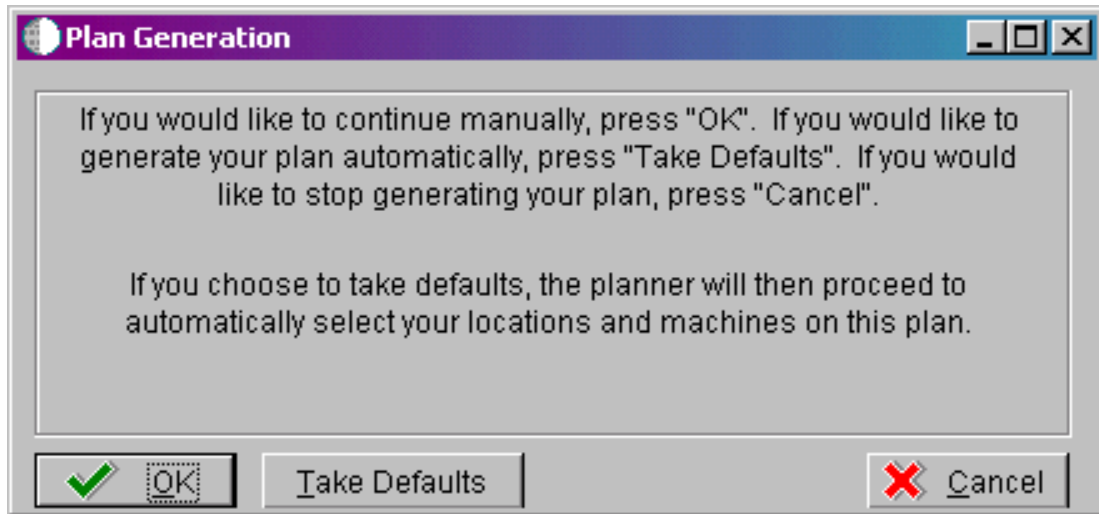 Plan Generation
If you would like to continue manually, press "OK".  If you would like to
generate your plan automatically, press "Take Defaults".  If you would
like to stop generating your plan, press "Cancel".
If you choose to take defaults, the planner will then proceed to
automatically select your locations and machines on this plan.
OK Take Defaults Cancel